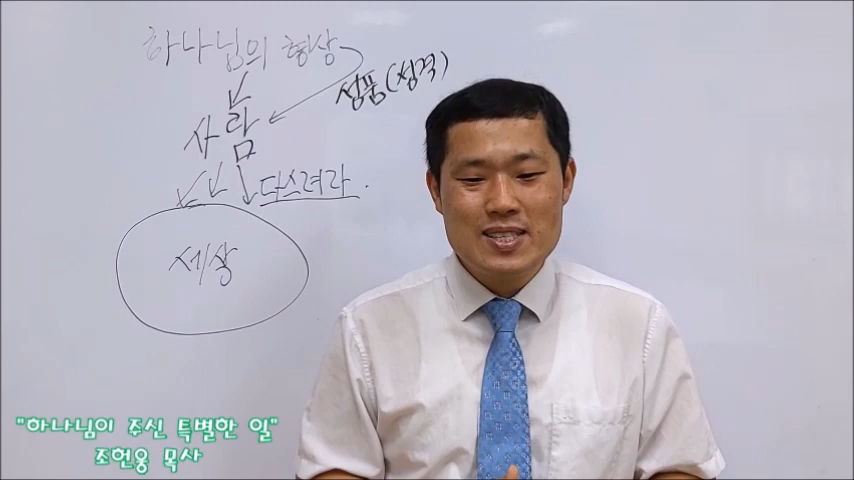 하나님의 형상
성품(성격)
사람
다스려라.
세상
"하나님이 주신 특별한 일"
조헌웅 목사